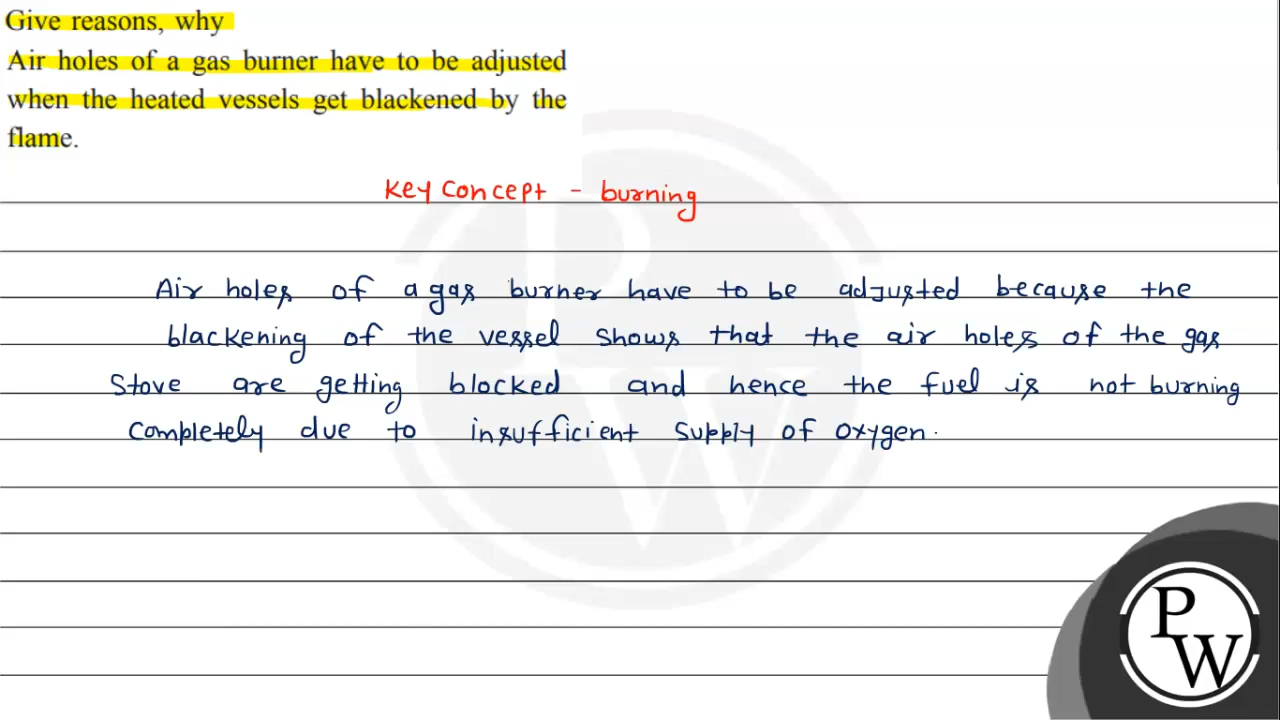 Give reasons, why
Air holes of a gas burner have to be adjusted
when the heated vessels get blackened by the
flame.
Key Concept - burning
Air holes of a gas burner have to be adjusted because the
blackening of the vessel shows that the air holes of the gas
Stove are getting blocked and hence the fuel is not burning
completely due to insufficient supply of oxygen.
P
W
P
W